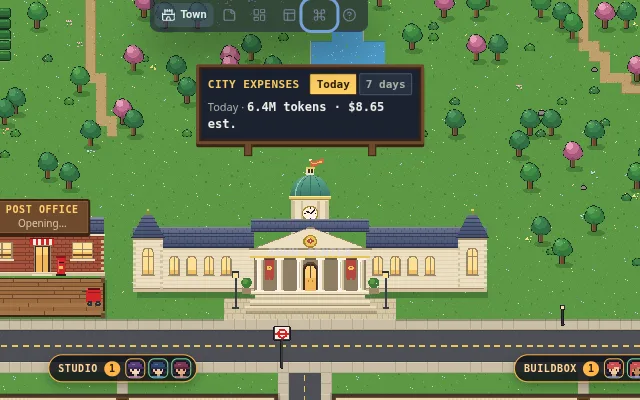 Town
CITY EXPENSES Today 7 days
Today · 6.4M tokens · $8.65
est.
POST OFFICE
Opening...
STUDIO 1
BUILDBOX 1